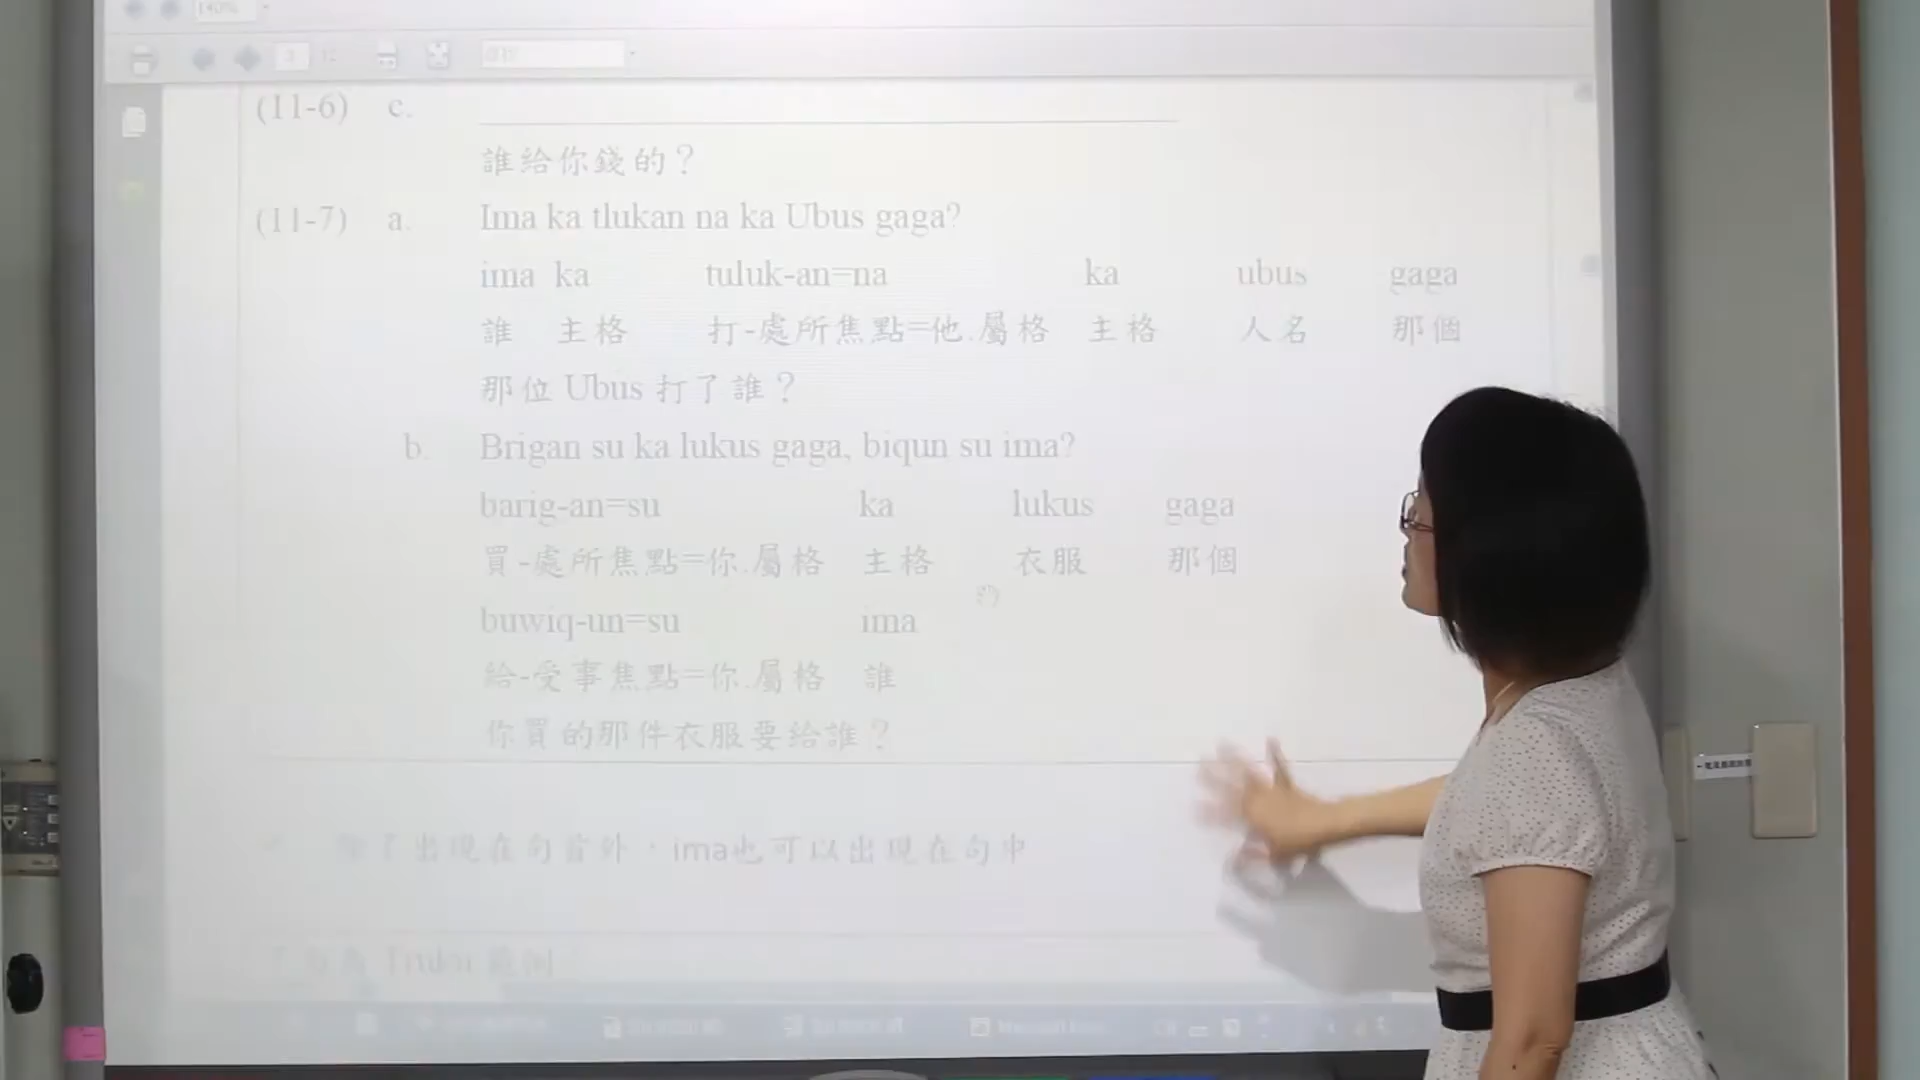 140%
(11-6) c.
誰給你錢的？
(11-7) a. Ima ka tlukan na ka Ubus gaga?
ima ka tuluk-an=na ka ubus gaga
誰 主格 打-處所焦點=他.屬格 主格 人名 那個
那位 Ubus 打了誰？
b. Brigan su ka lukus gaga, biqun su ima?
barig-an=su ka lukus gaga
買-處所焦點=你.屬格 主格 衣服 那個
buwiq-un=su ima
給-受事焦點=你.屬格 誰
你買的那件衣服要給誰？
除了出現在句首外，ima也可以出現在句中